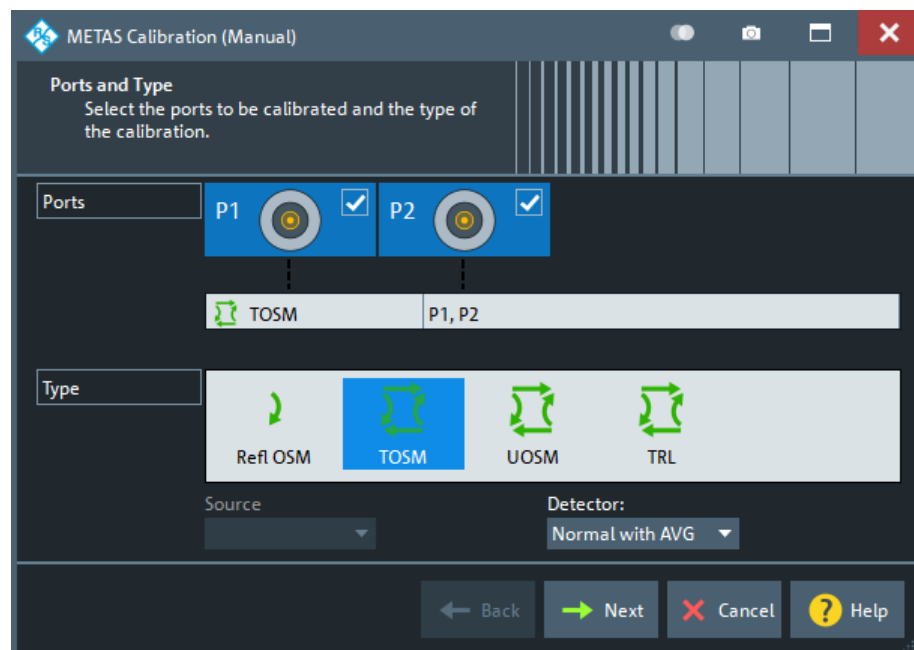 METAS Calibration (Manual)
Ports and Type
Select the ports to be calibrated and the type of
the calibration.
Ports
P1
P2
TOSM
P1, P2
Type
Refl OSM
TOSM
UOSM
TRL
Source
Detector:
Normal with AVG
Back
Next
Cancel
? Help